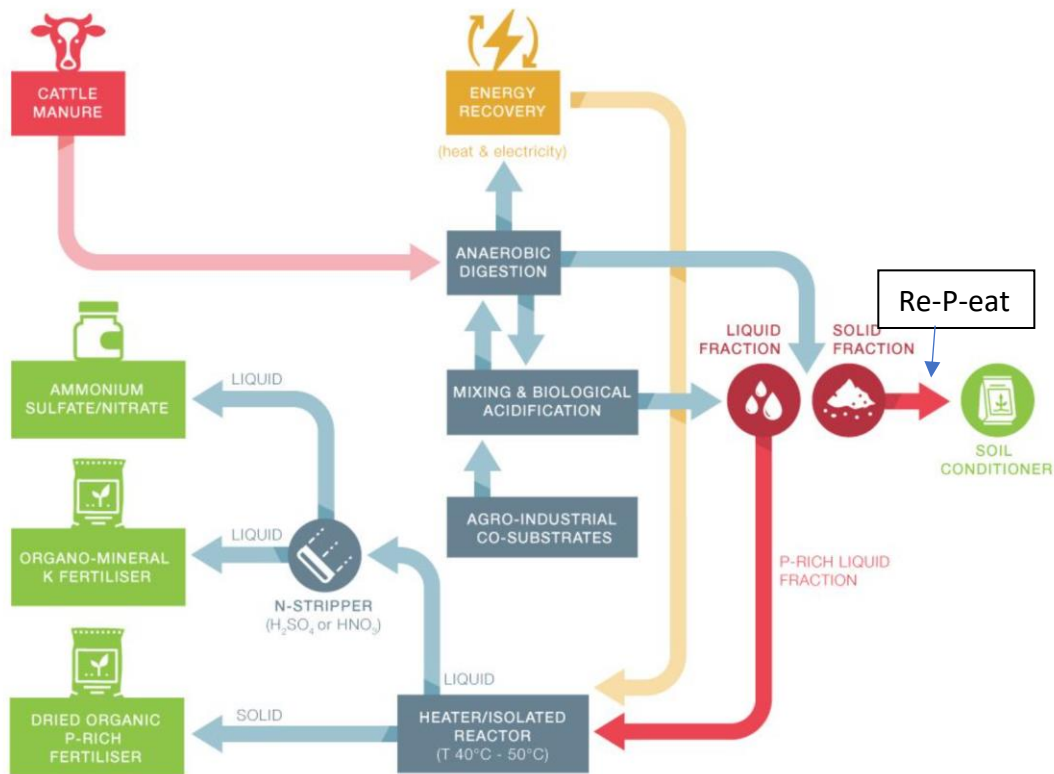 CATTLE
MANURE
ENERGY
RECOVERY
(heat & electricity)
ANAEROBIC
DIGESTION
Re-P-eat
LIQUID
FRACTION
SOLID
FRACTION
AMMONIUM
SULFATE/NITRATE
LIQUID
MIXING & BIOLOGICAL
ACIDIFICATION
SOIL
CONDITIONER
AGRO-INDUSTRIAL
CO-SUBSTRATES
ORGANO-MINERAL
K FERTILISER
LIQUID
N-STRIPPER
(H₂SO₄ or HNO₃)
P-RICH LIQUID
FRACTION
LIQUID
DRIED ORGANIC
P-RICH
FERTILISER
SOLID
HEATER/ISOLATED
REACTOR
(T 40°C - 50°C)